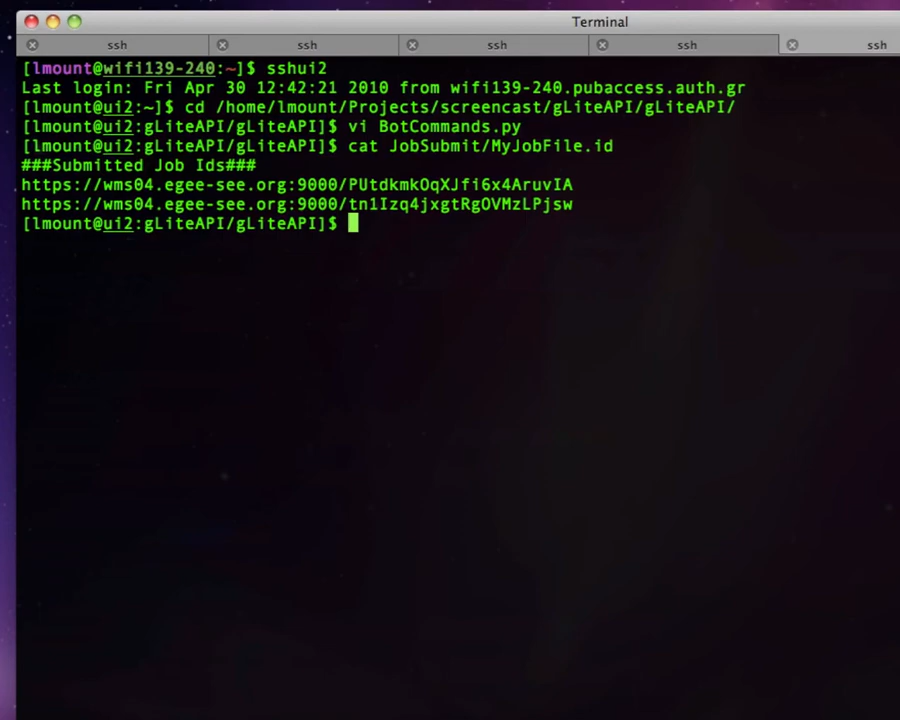 Terminal
ssh ssh ssh ssh ssh
[lmount@wifi139-240:~]$ sshui2
Last login: Fri Apr 30 12:42:21 2010 from wifi139-240.pubaccess.auth.gr
[lmount@ui2:~]$ cd /home/lmount/Projects/screencast/gLiteAPI/gLiteAPI/
[lmount@ui2:gLiteAPI/gLiteAPI]$ vi BotCommands.py
[lmount@ui2:gLiteAPI/gLiteAPI]$ cat JobSubmit/MyJobFile.id
###Submitted Job Ids###
https://wms04.egee-see.org:9000/PUtdkmkOqXJfi6x4AruvIA
https://wms04.egee-see.org:9000/tn1Izq4jxgtRgOVMzLPjsw
[lmount@ui2:gLiteAPI/gLiteAPI]$